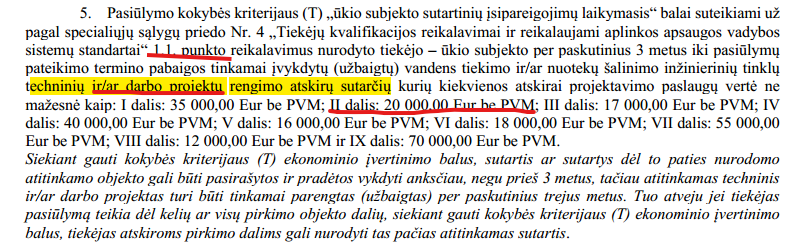 5. Pasiūlymo kokybės kriterijaus (T) „ūkio subjekto sutartinių įsipareigojimų laikymasis“ balai suteikiami už
pagal specialiųjų sąlygų priedo Nr. 4 „Tiekėjų kvalifikacijos reikalavimai ir reikalaujami aplinkos apsaugos vadybos
sistemų standartai“ 1.1. punkto reikalavimus nurodyto tiekėjo – ūkio subjekto per paskutinius 3 metus iki pasiūlymų
pateikimo termino pabaigos tinkamai įvykdytų (užbaigtų) vandens tiekimo ir/ar nuotekų šalinimo inžinierinių tinklų
techninių ir/ar darbo projektų rengimo atskirų sutarčių kurių kiekvienos atskirai projektavimo paslaugų vertė ne
mažesnė kaip: I dalis: 35 000,00 Eur be PVM; II dalis: 20 000,00 Eur be PVM; III dalis: 17 000,00 Eur be PVM; IV
dalis: 40 000,00 Eur be PVM; V dalis: 16 000,00 Eur be PVM; VI dalis: 18 000,00 Eur be PVM; VII dalis: 55 000,00
Eur be PVM; VIII dalis: 12 000,00 Eur be PVM ir IX dalis: 70 000,00 Eur be PVM.
Siekiant gauti kokybės kriterijaus (T) ekonominio įvertinimo balus, sutartis ar sutartys dėl to paties nurodomo
atitinkamo objekto gali būti pasirašytos ir pradėtos vykdyti anksčiau, negu prieš 3 metus, tačiau atitinkamas techninis
ir/ar darbo projektas turi būti tinkamai parengtas (užbaigtas) per paskutinius trejus metus. Tuo atveju jei tiekėjas
pasiūlymą teikia dėl kelių ar visų pirkimo objekto dalių, siekiant gauti kokybės kriterijaus (T) ekonominio įvertinimo
balus, tiekėjas atskiroms pirkimo dalims gali nurodyti tas pačias atitinkamas sutartis.